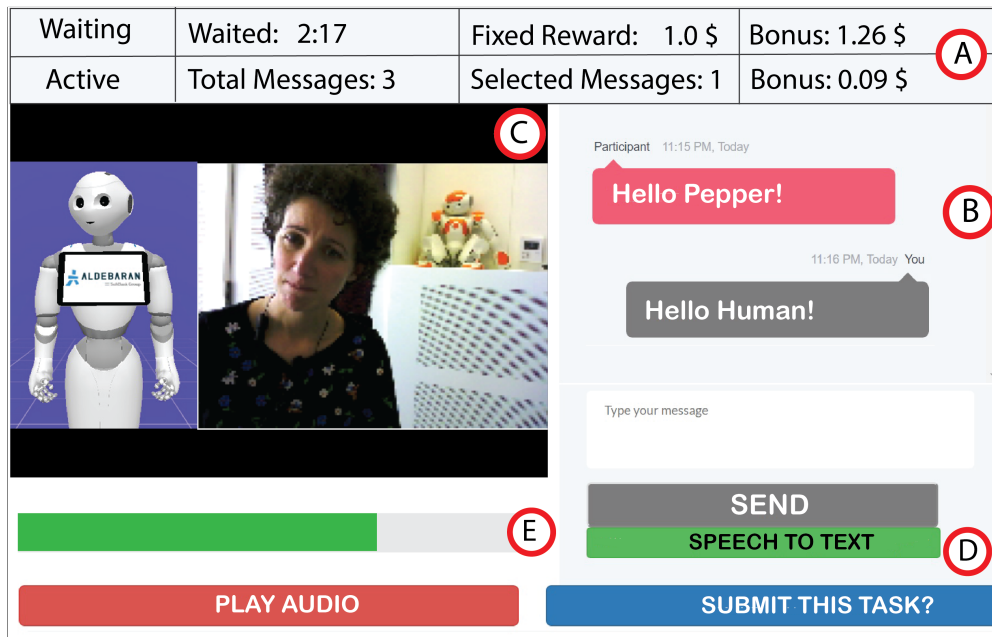 Waiting
Waited: 2:17
Fixed Reward: 1.0 $
Bonus: 1.26 $
A
Active
Total Messages: 3
Selected Messages: 1
Bonus: 0.09 $
C
ALDEBARAN
Participant 11:15 PM, Today
Hello Pepper!
B
11:16 PM, Today You
Hello Human!
Type your message
SEND
SPEECH TO TEXT
D
E
PLAY AUDIO
SUBMIT THIS TASK?